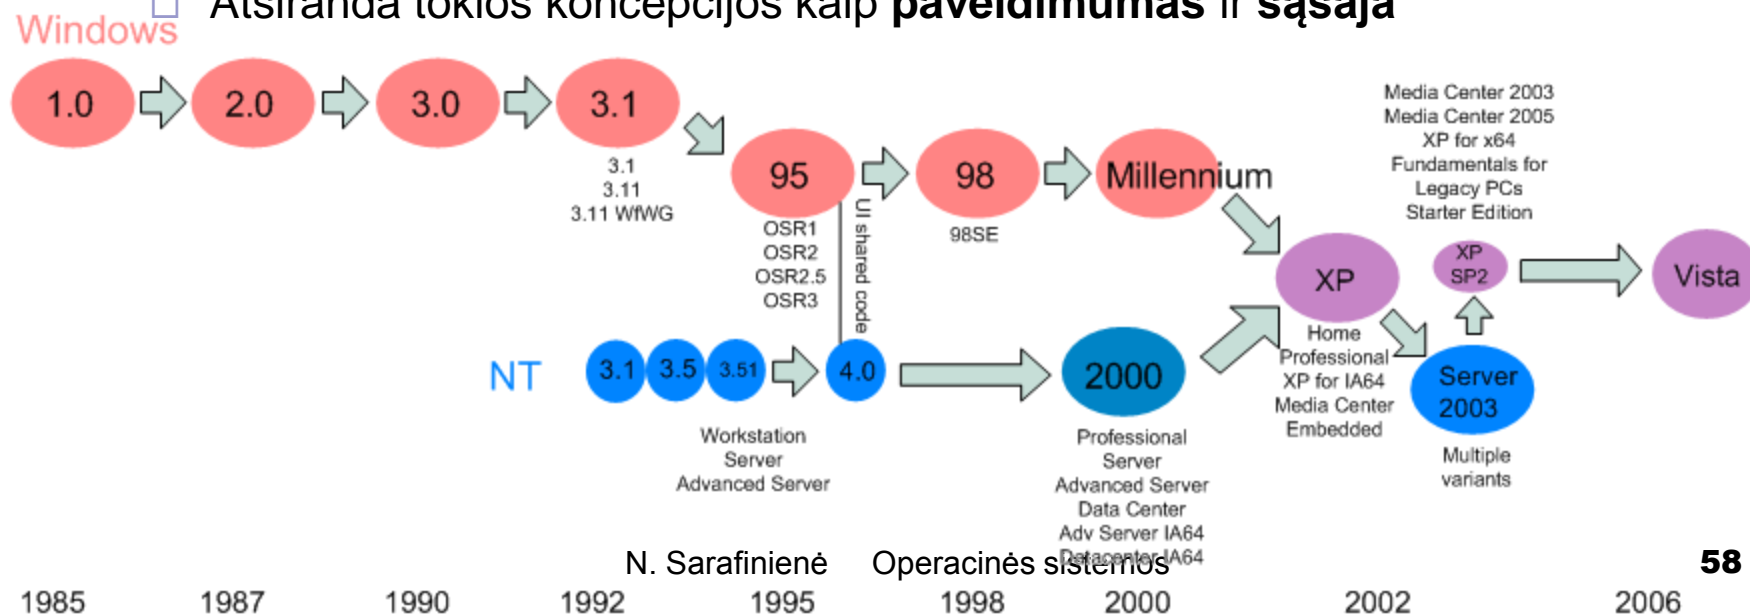 Atsiranda tokios koncepcijos kaip paveldimumas ir sąsaja
Windows
1.0
2.0
3.0
3.1
3.1
3.11
3.11 WfWG
95
OSR1
OSR2
OSR2.5
OSR3
UI shared code
98
98SE
Millennium
Media Center 2003
Media Center 2005
XP for x64
Fundamentals for
Legacy PCs
Starter Edition
XP
XP
SP2
Vista
Home
Professional
XP for IA64
Media Center
Embedded
NT
3.1
3.5
3.51
4.0
2000
Server
2003
Workstation
Server
Advanced Server
Professional
Server
Advanced Server
Data Center
Adv Server IA64
Datacenter IA64
Multiple
variants
N. Sarafinienė Operacinės sistemos
58
1985 1987 1990 1992 1995 1998 2000 2002 2006